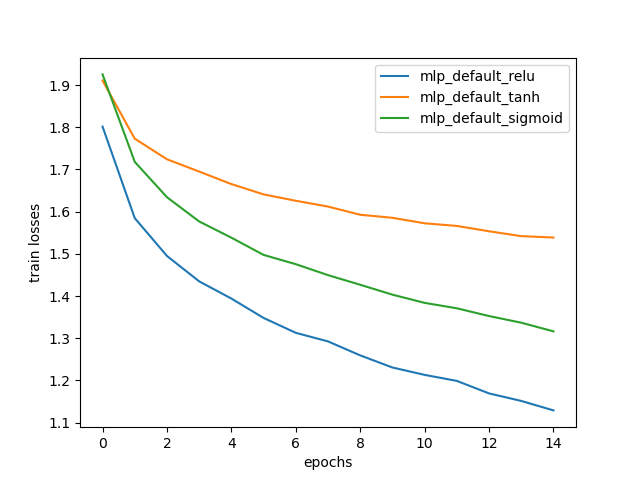 mlp_default_relu
mlp_default_tanh
mlp_default_sigmoid
train losses
1.9
1.8
1.7
1.6
1.5
1.4
1.3
1.2
1.1
0 2 4 6 8 10 12 14
epochs